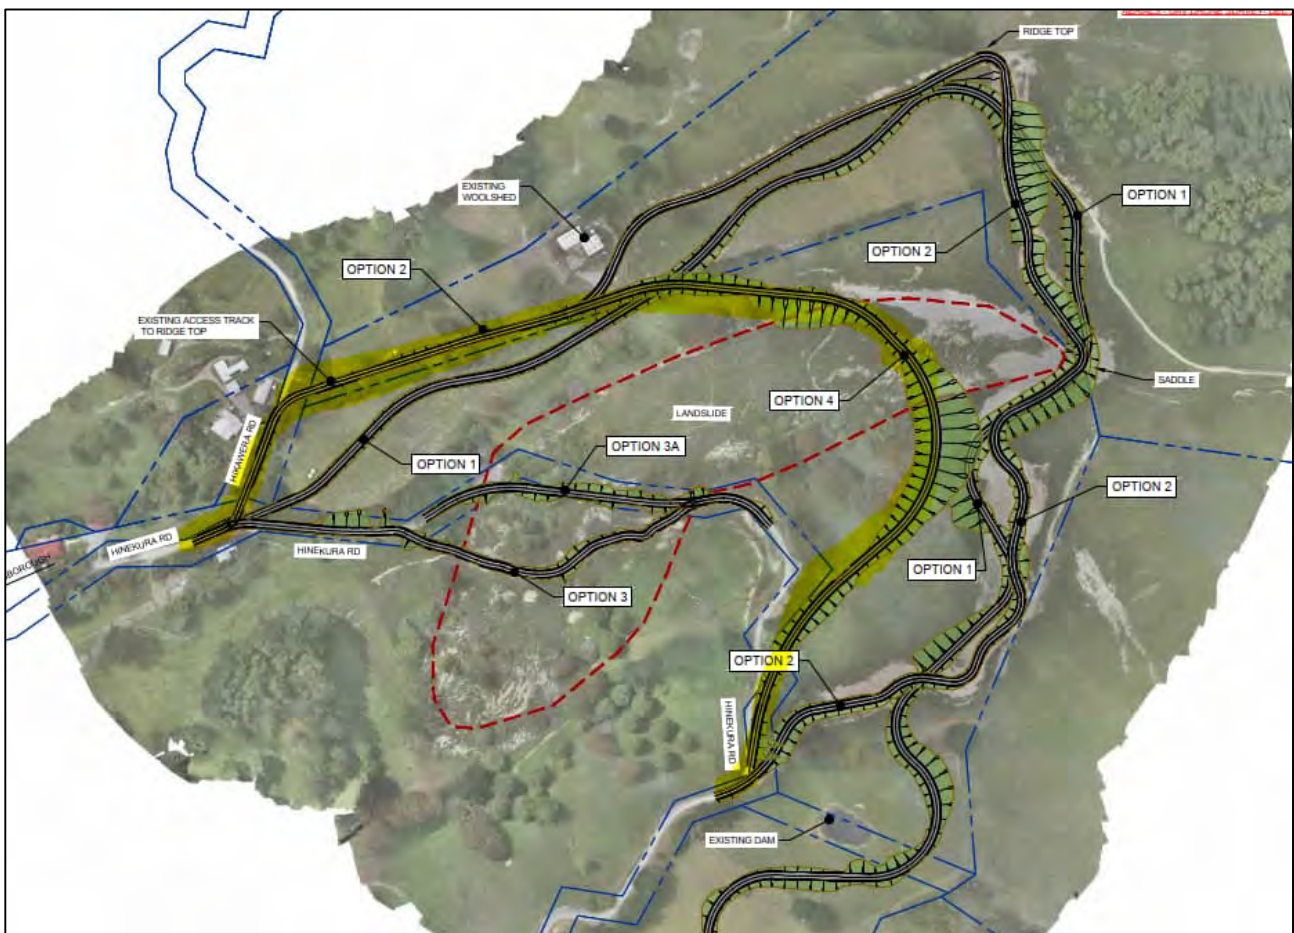 RIDGE TOP
EXISTING
WOOLSHED
OPTION 1
OPTION 2
OPTION 2
EXISTING ACCESS TRACK
TO RIDGE TOP
SADDLE
OPTION 4
LANDSLIDE
HIKAWERA RD
OPTION 3A
OPTION 1
OPTION 2
HINEKURA RD
HINEKURA RD
OPTION 1
OPTION 3
OPTION 2
HINEKURA RD
EXISTING DAM